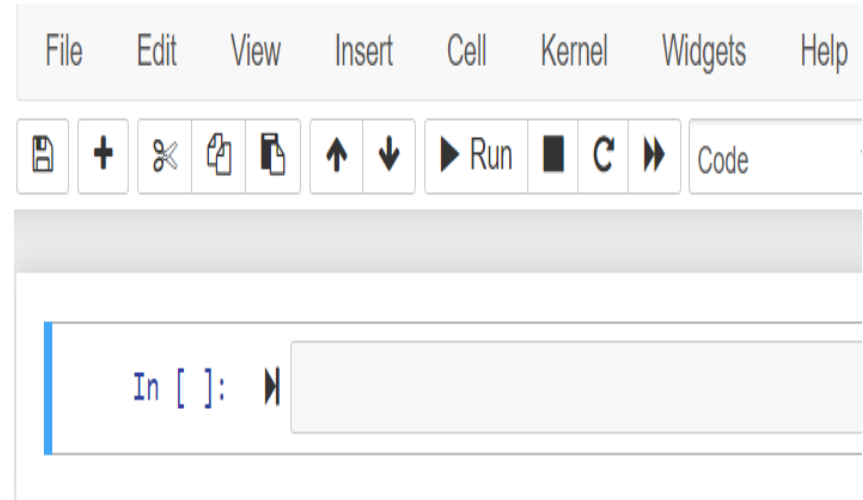 File Edit View Insert Cell Kernel Widgets Help
Run Code
In [ ]: